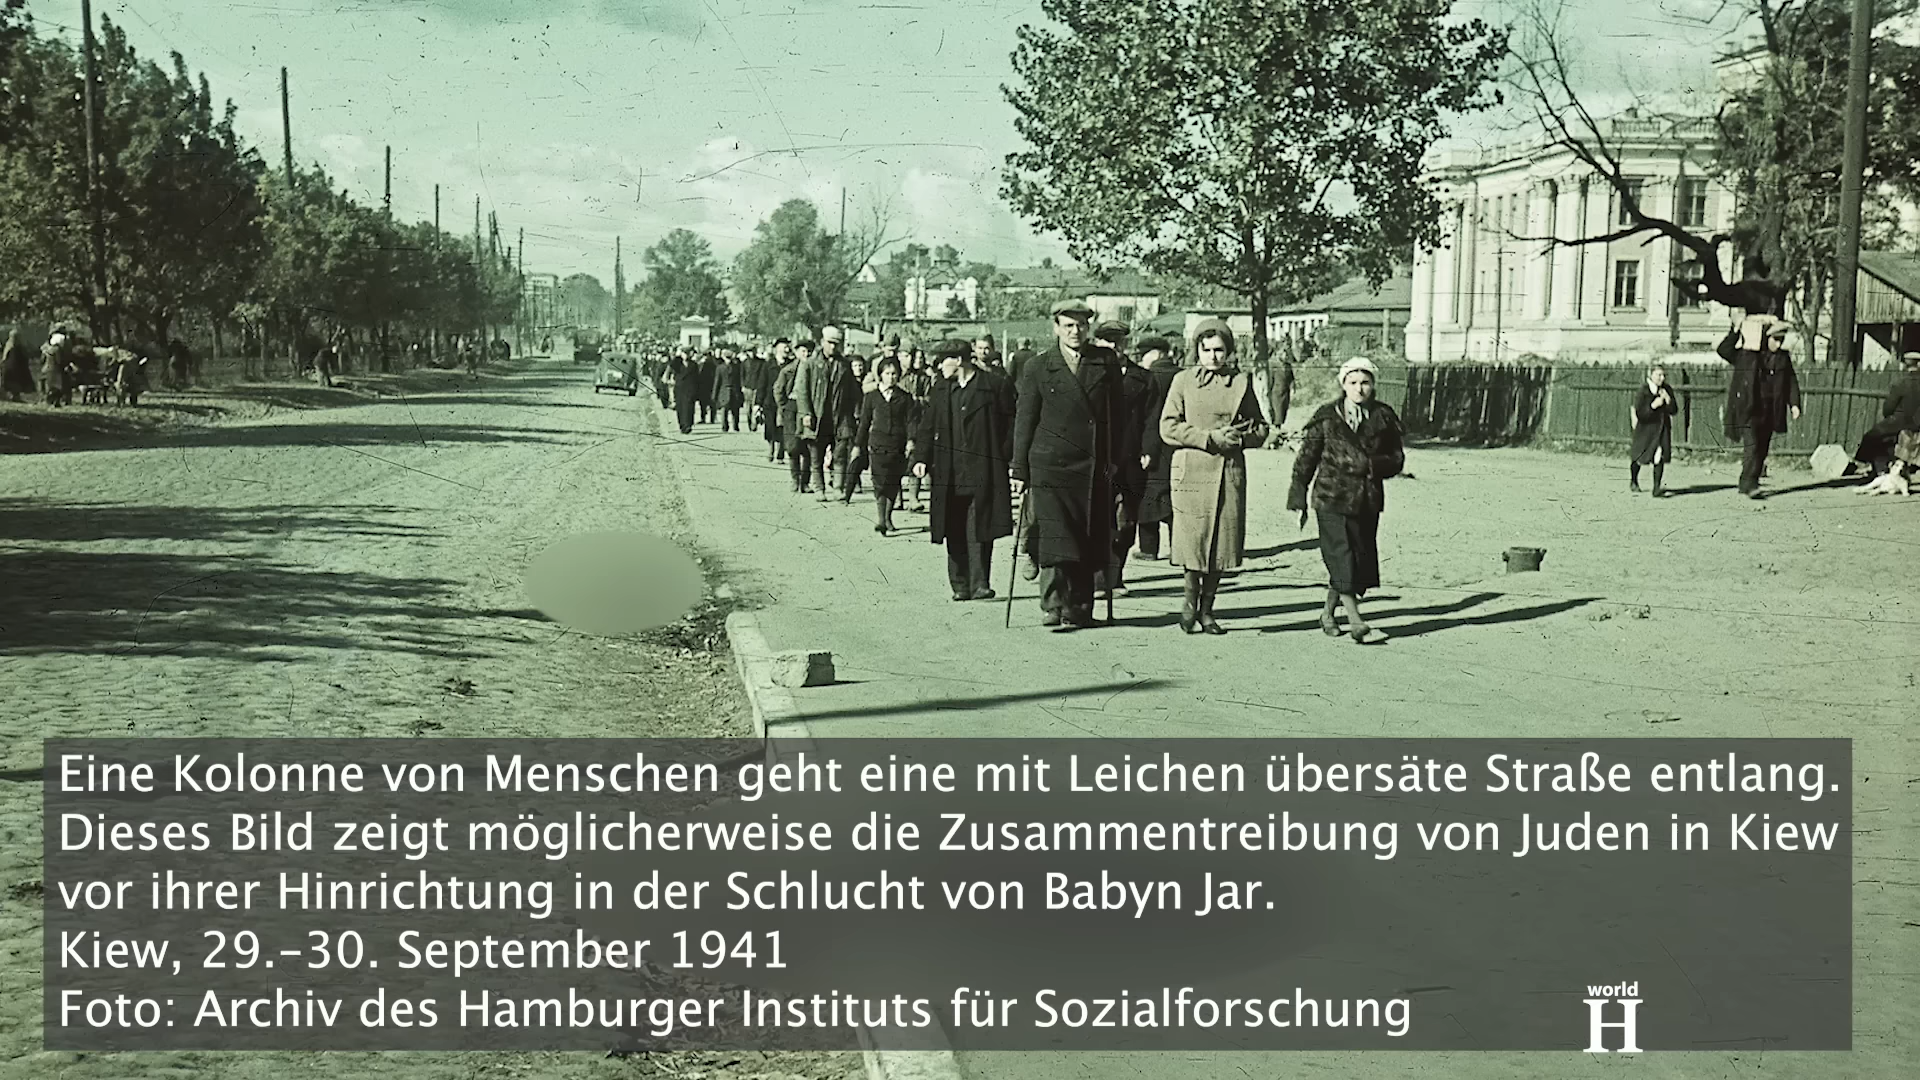 Eine Kolonne von Menschen geht eine mit Leichen übersäte Straße entlang.
Dieses Bild zeigt möglicherweise die Zusammentreibung von Juden in Kiew
vor ihrer Hinrichtung in der Schlucht von Babyn Jar.
Kiew, 29.–30. September 1941
Foto: Archiv des Hamburger Instituts für Sozialforschung
world
H